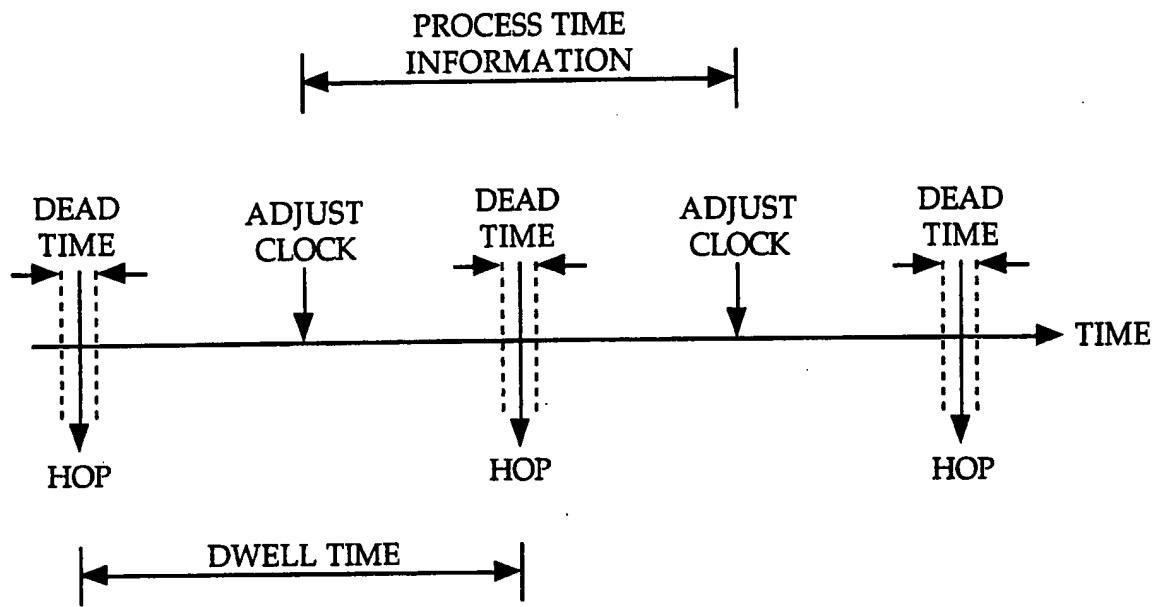 PROCESS TIME
INFORMATION
DEAD
TIME
ADJUST
CLOCK
DEAD
TIME
ADJUST
CLOCK
DEAD
TIME
TIME
HOP
HOP
HOP
DWELL TIME